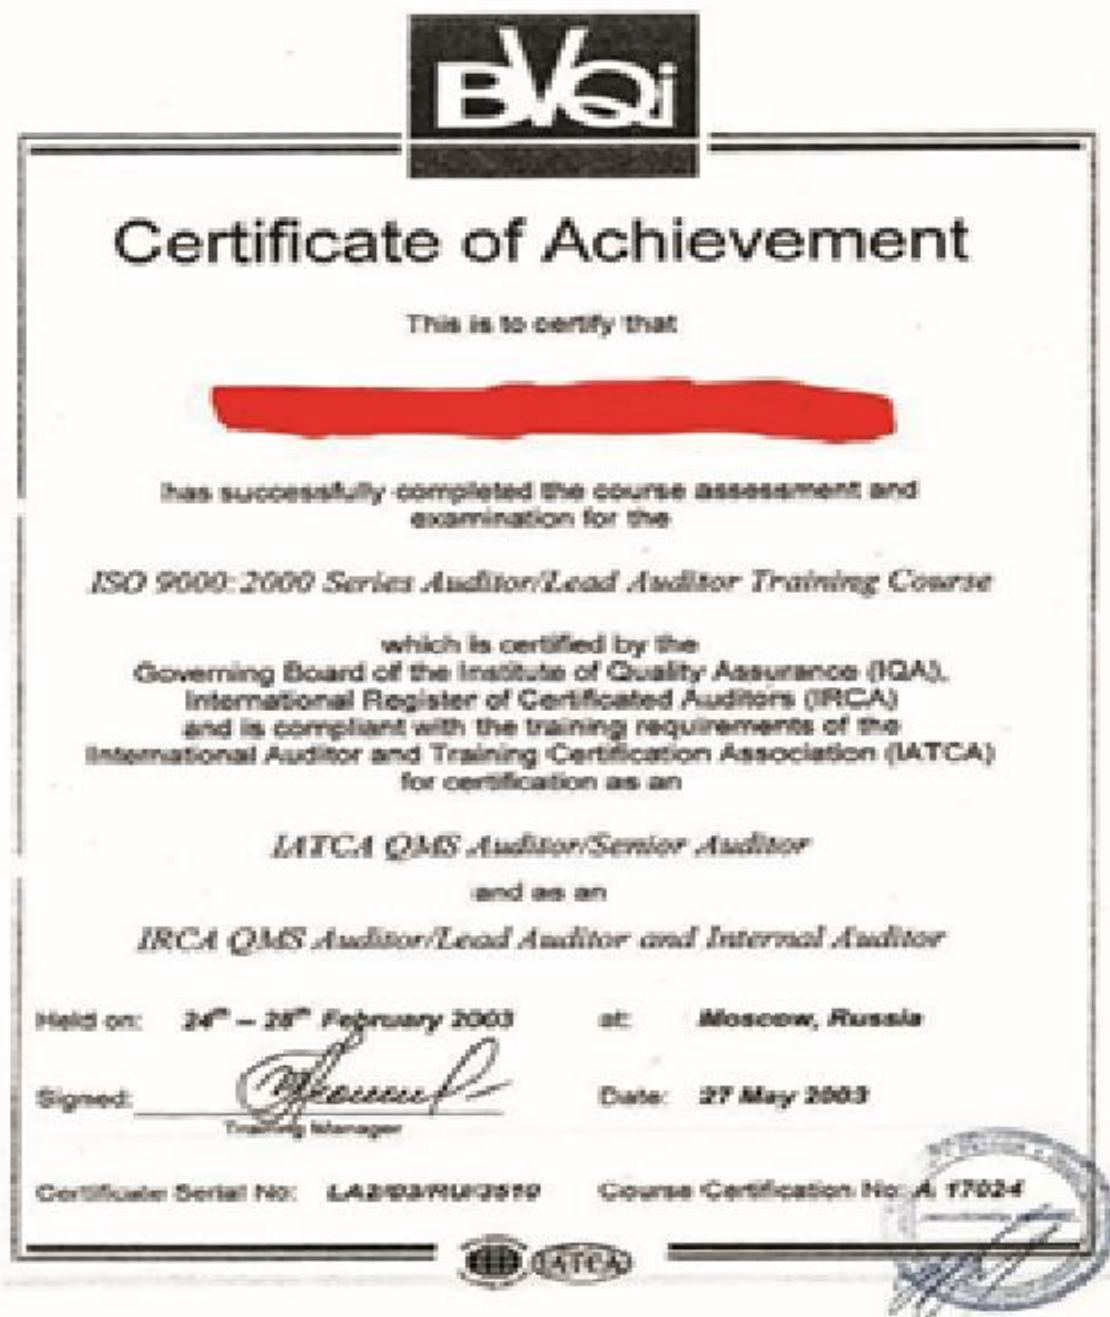 BVQi
Certificate of Achievement
This is to certify that
has successfully completed the course assessment and
examination for the
ISO 9000:2000 Series Auditor/Lead Auditor Training Course
which is certified by the
Governing Board of the Institute of Quality Assurance (IQA),
International Register of Certificated Auditors (IRCA)
and is compliant with the training requirements of the
International Auditor and Training Certification Association (IATCA)
for certification as an
IATCA QMS Auditor/Senior Auditor
and as an
IRCA QMS Auditor/Lead Auditor and Internal Auditor
Held on: 24th – 28th February 2003 at: Moscow, Russia
Signed: Date: 27 May 2003
Training Manager
Certificate Serial No: Course Certification No: A 17024
IATCA